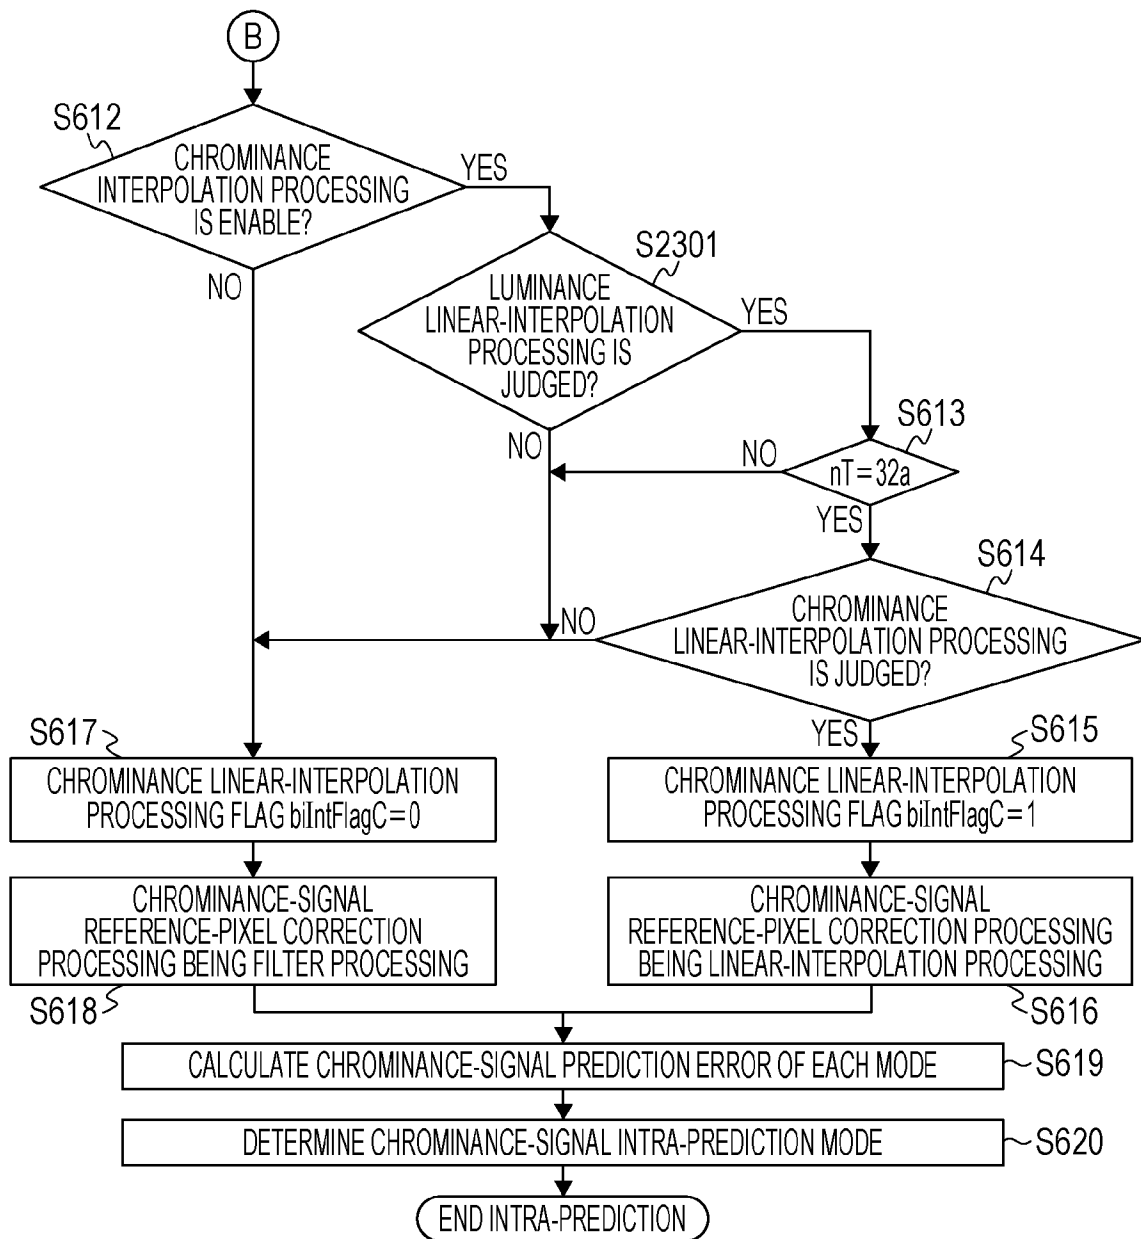 B
S612
CHROMINANCE
INTERPOLATION PROCESSING
IS ENABLE?
YES
NO
S2301
LUMINANCE
LINEAR-INTERPOLATION
PROCESSING IS
JUDGED?
YES
NO
S613
nT=32a
NO
YES
S614
CHROMINANCE
LINEAR-INTERPOLATION PROCESSING
IS JUDGED?
NO
YES
S617
CHROMINANCE LINEAR-INTERPOLATION
PROCESSING FLAG biIntFlagC=0
S615
CHROMINANCE LINEAR-INTERPOLATION
PROCESSING FLAG biIntFlagC=1
CHROMINANCE-SIGNAL
REFERENCE-PIXEL CORRECTION
PROCESSING BEING FILTER PROCESSING
S618
CHROMINANCE-SIGNAL
REFERENCE-PIXEL CORRECTION PROCESSING
BEING LINEAR-INTERPOLATION PROCESSING
S616
CALCULATE CHROMINANCE-SIGNAL PREDICTION ERROR OF EACH MODE
S619
DETERMINE CHROMINANCE-SIGNAL INTRA-PREDICTION MODE
S620
END INTRA-PREDICTION